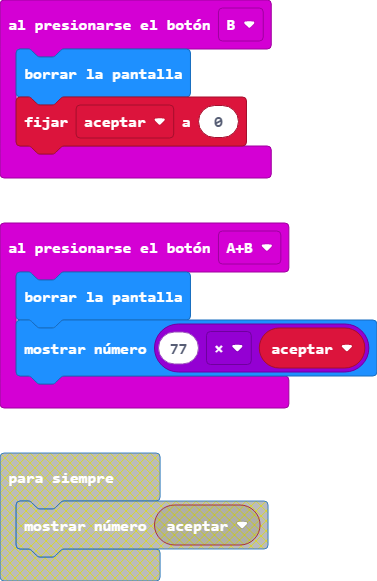 al presionarse el botón B
borrar la pantalla
fijar aceptar a 0
al presionarse el botón A+B
borrar la pantalla
mostrar número 77 × aceptar
para siempre
mostrar número aceptar